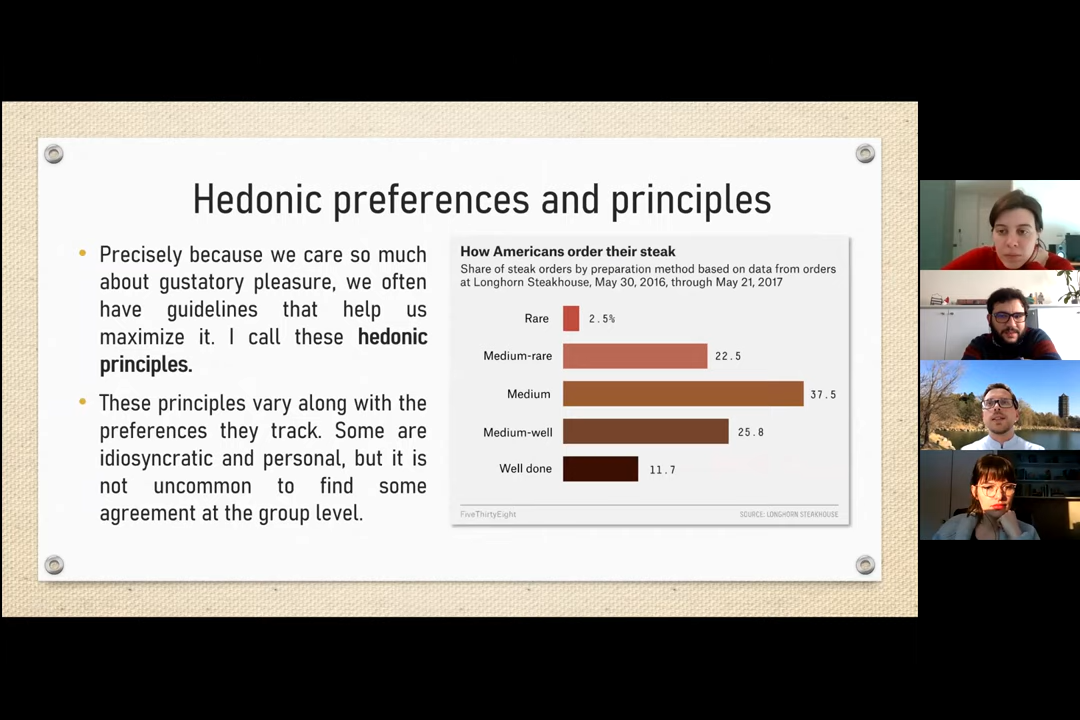 Hedonic preferences and principles
• Precisely because we care so much
about gustatory pleasure, we often
have guidelines that help us
maximize it. I call these hedonic
principles.
• These principles vary along with the
preferences they track. Some are
idiosyncratic and personal, but it is
not uncommon to find some
agreement at the group level.
How Americans order their steak
Share of steak orders by preparation method based on data from orders
at Longhorn Steakhouse, May 30, 2016, through May 21, 2017
Rare 2.5%
Medium-rare 22.5
Medium 37.5
Medium-well 25.8
Well done 11.7
FiveThirtyEight SOURCE: LONGHORN STEAKHOUSE